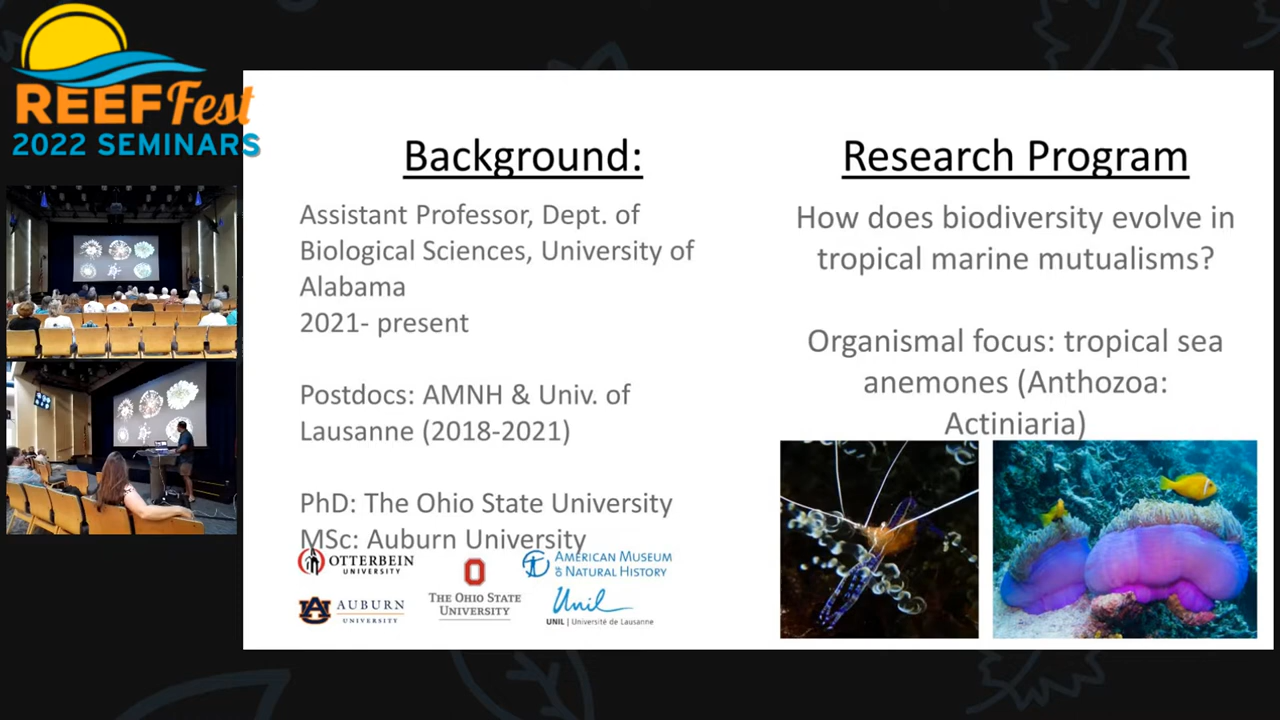 REEF Fest
2022 SEMINARS
Background:
Assistant Professor, Dept. of
Biological Sciences, University of
Alabama
2021- present
Postdocs: AMNH & Univ. of
Lausanne (2018-2021)
PhD: The Ohio State University
MSc: Auburn University
OTTERBEIN
UNIVERSITY
THE OHIO STATE
UNIVERSITY
AMERICAN MUSEUM
& NATURAL HISTORY
AUBURN
UNIVERSITY
Unil
UNIL | Université de Lausanne
Research Program
How does biodiversity evolve in
tropical marine mutualisms?
Organismal focus: tropical sea
anemones (Anthozoa:
Actiniaria)